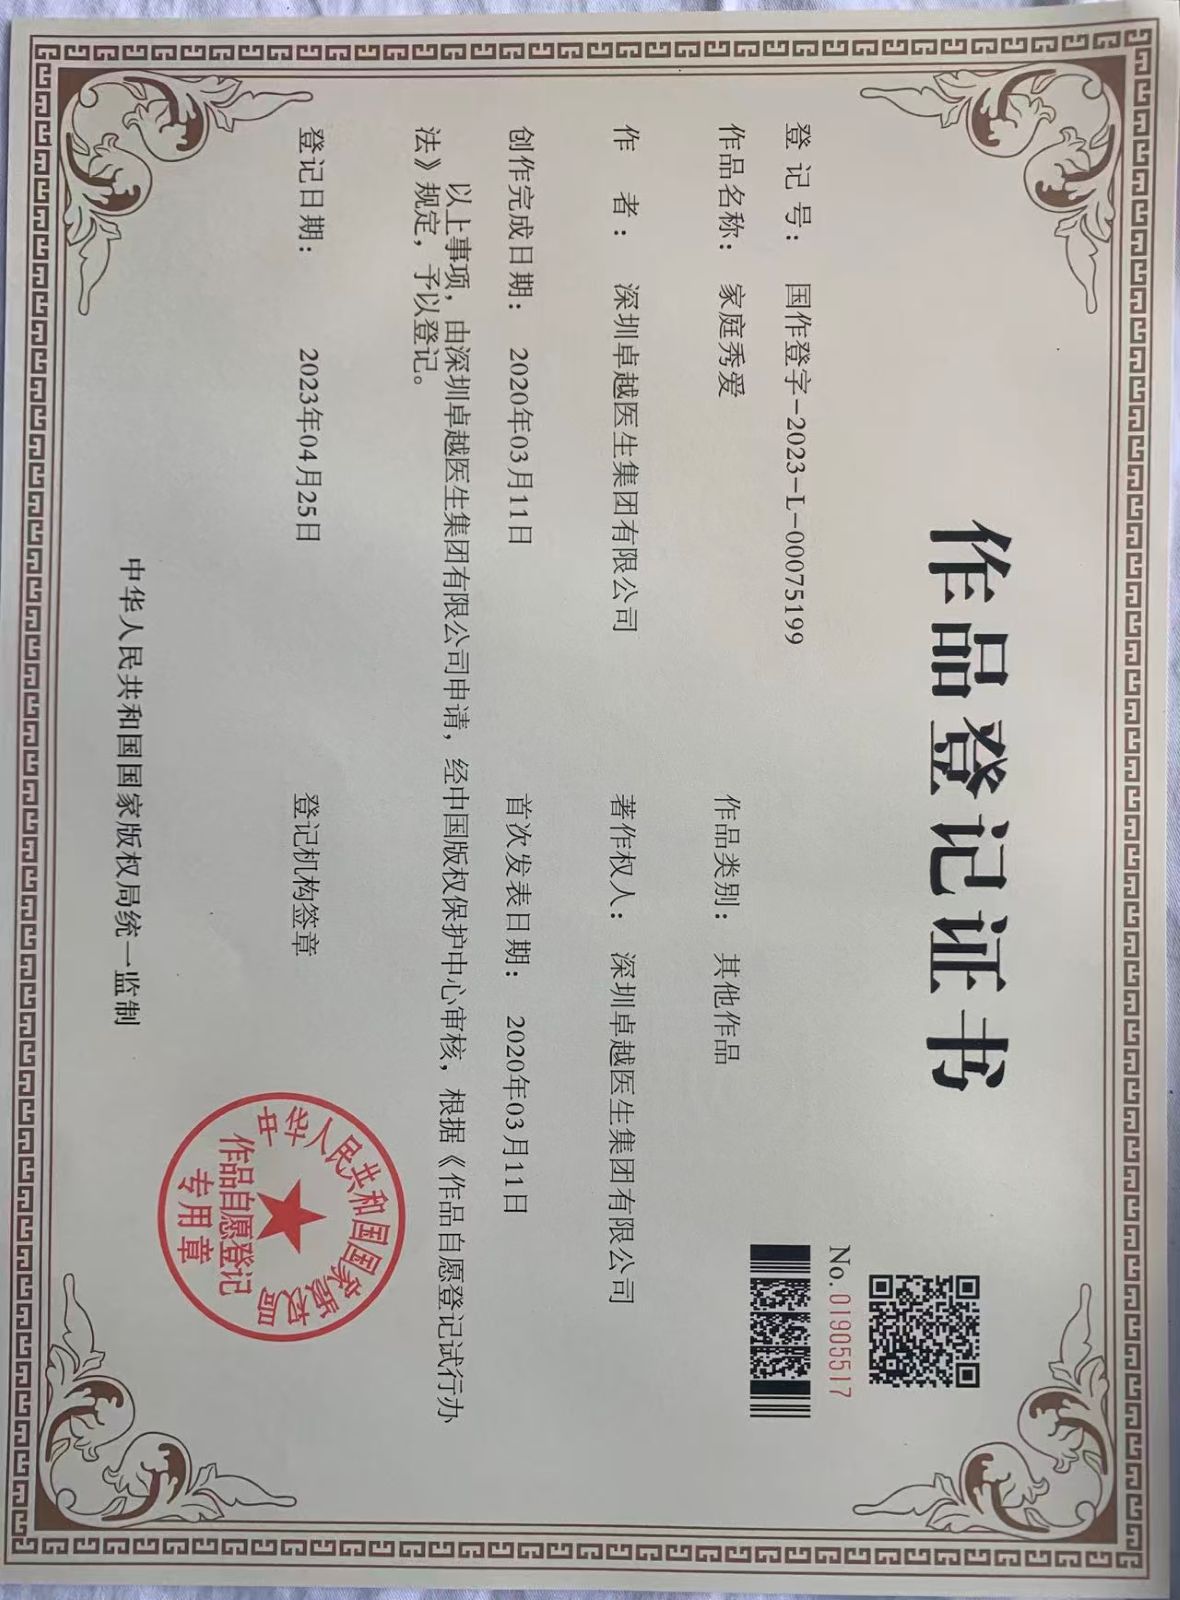 作品登记证书
No. 01905517
登 记 号： 国作登字-2023-L-00075199
作品名称： 家庭秀爱 作品类别： 其他作品
作 者： 深圳卓越医生集团有限公司 著作权人： 深圳卓越医生集团有限公司
创作完成日期： 2020年03月11日 首次发表日期： 2020年03月11日
以上事项，由深圳卓越医生集团有限公司申请，经中国版权保护中心审核，根据《作品自愿登记试行办
法》规定，予以登记。
登记日期： 2023年04月25日 登记机构签章
中华人民共和国国家版权局
作品自愿登记
专用章
中华人民共和国国家版权局统一监制